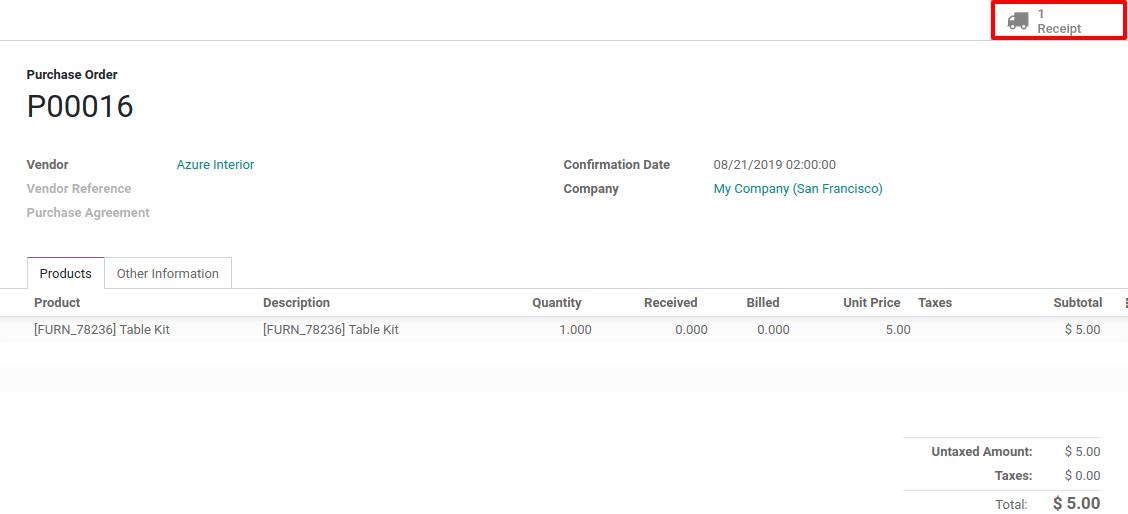 1
Receipt
Purchase Order
P00016
Vendor Azure Interior Confirmation Date 08/21/2019 02:00:00
Vendor Reference Company My Company (San Francisco)
Purchase Agreement
Products Other Information
Product Description Quantity Received Billed Unit Price Taxes Subtotal
[FURN_78236] Table Kit [FURN_78236] Table Kit 1.000 0.000 0.000 5.00 $ 5.00
Untaxed Amount: $ 5.00
Taxes: $ 0.00
Total: $ 5.00